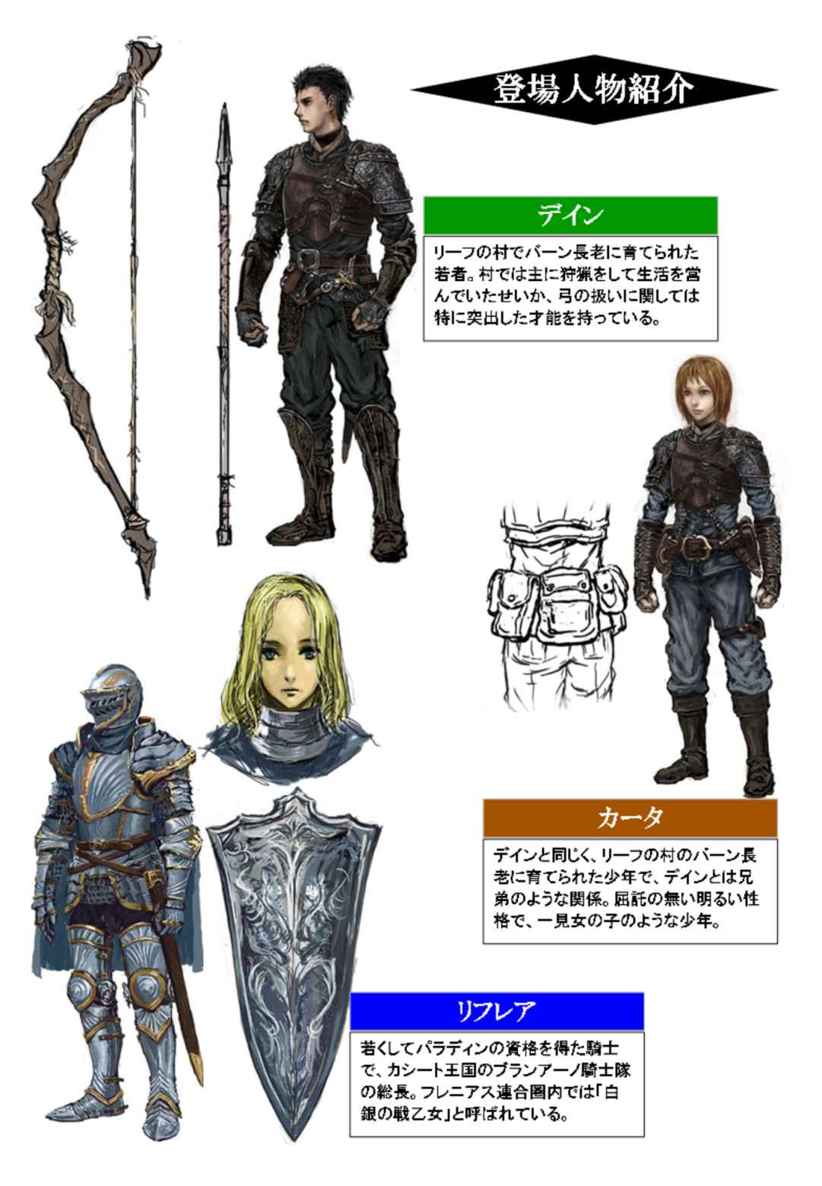 登場人物紹介
デイン
リーフの村でバーン長老に育てられた
若者。村では主に狩猟をして生活を営
んでいたせいか、弓の扱いに関しては
特に突出した才能を持っている。
カータ
デインと同じく、リーフの村のバーン長
老に育てられた少年で、デインとは兄
弟のような関係。屈託の無い明るい性
格で、一見女の子のような少年。
リフレア
若くしてパラディンの資格を得た騎士
で、カシート王国のブランアーノ騎士隊
の総長。フレニアス連合圏内では「白
銀の戦乙女」と呼ばれている。